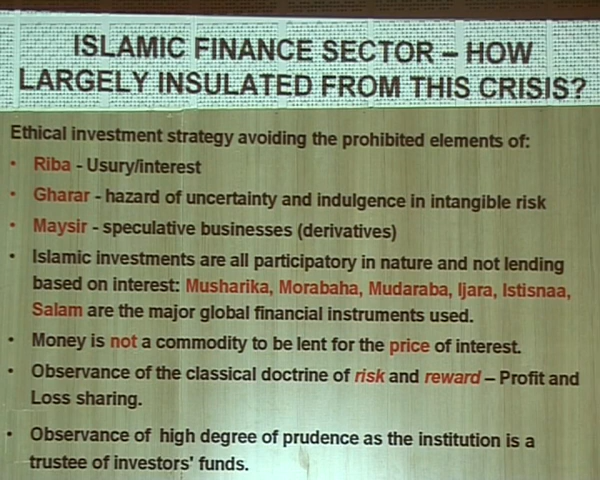 ISLAMIC FINANCE SECTOR – HOW
LARGELY INSULATED FROM THIS CRISIS?
Ethical investment strategy avoiding the prohibited elements of:
• Riba - Usury/interest
• Gharar - hazard of uncertainty and indulgence in intangible risk
• Maysir - speculative businesses (derivatives)
• Islamic investments are all participatory in nature and not lending
based on interest: Musharika, Morabaha, Mudaraba, Ijara, Istisnaa,
Salam are the major global financial instruments used.
• Money is not a commodity to be lent for the price of interest.
• Observance of the classical doctrine of risk and reward – Profit and
Loss sharing.
• Observance of high degree of prudence as the institution is a
trustee of investors' funds.